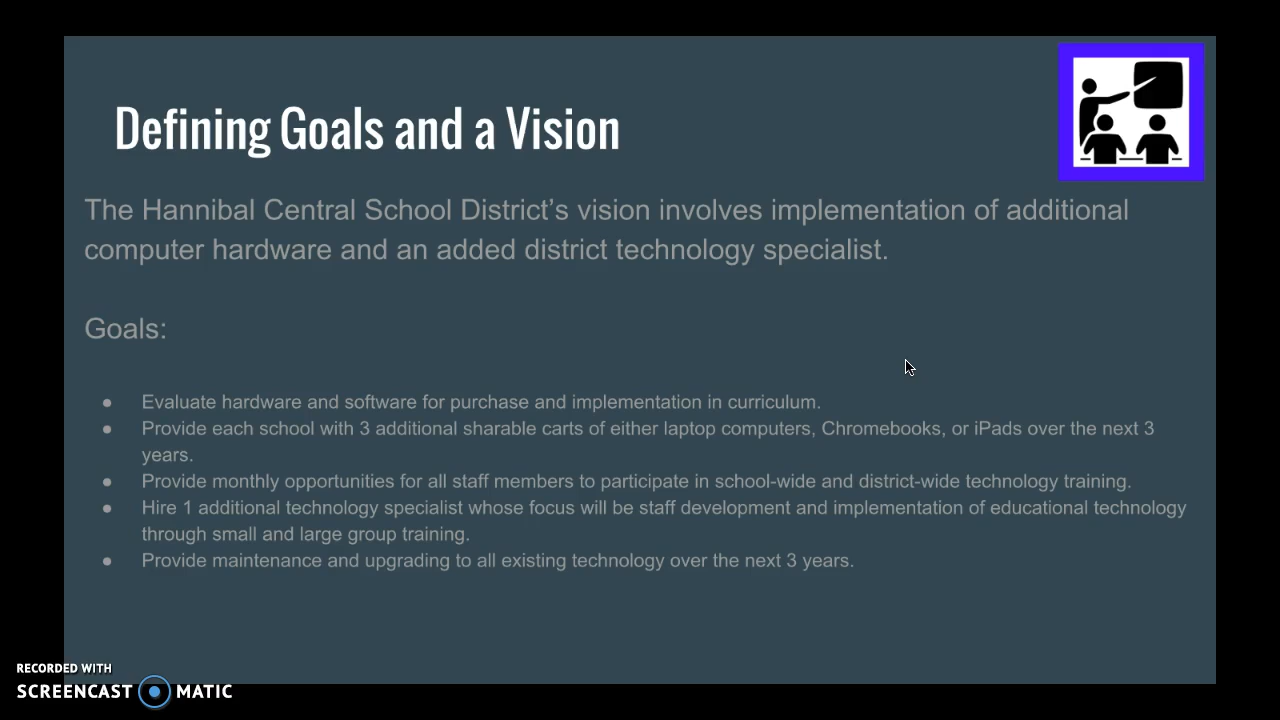 Defining Goals and a Vision
The Hannibal Central School District’s vision involves implementation of additional
computer hardware and an added district technology specialist.
Goals:
● Evaluate hardware and software for purchase and implementation in curriculum.
● Provide each school with 3 additional sharable carts of either laptop computers, Chromebooks, or iPads over the next 3
years.
● Provide monthly opportunities for all staff members to participate in school-wide and district-wide technology training.
● Hire 1 additional technology specialist whose focus will be staff development and implementation of educational technology
through small and large group training.
● Provide maintenance and upgrading to all existing technology over the next 3 years.
RECORDED WITH
SCREENCAST MATIC